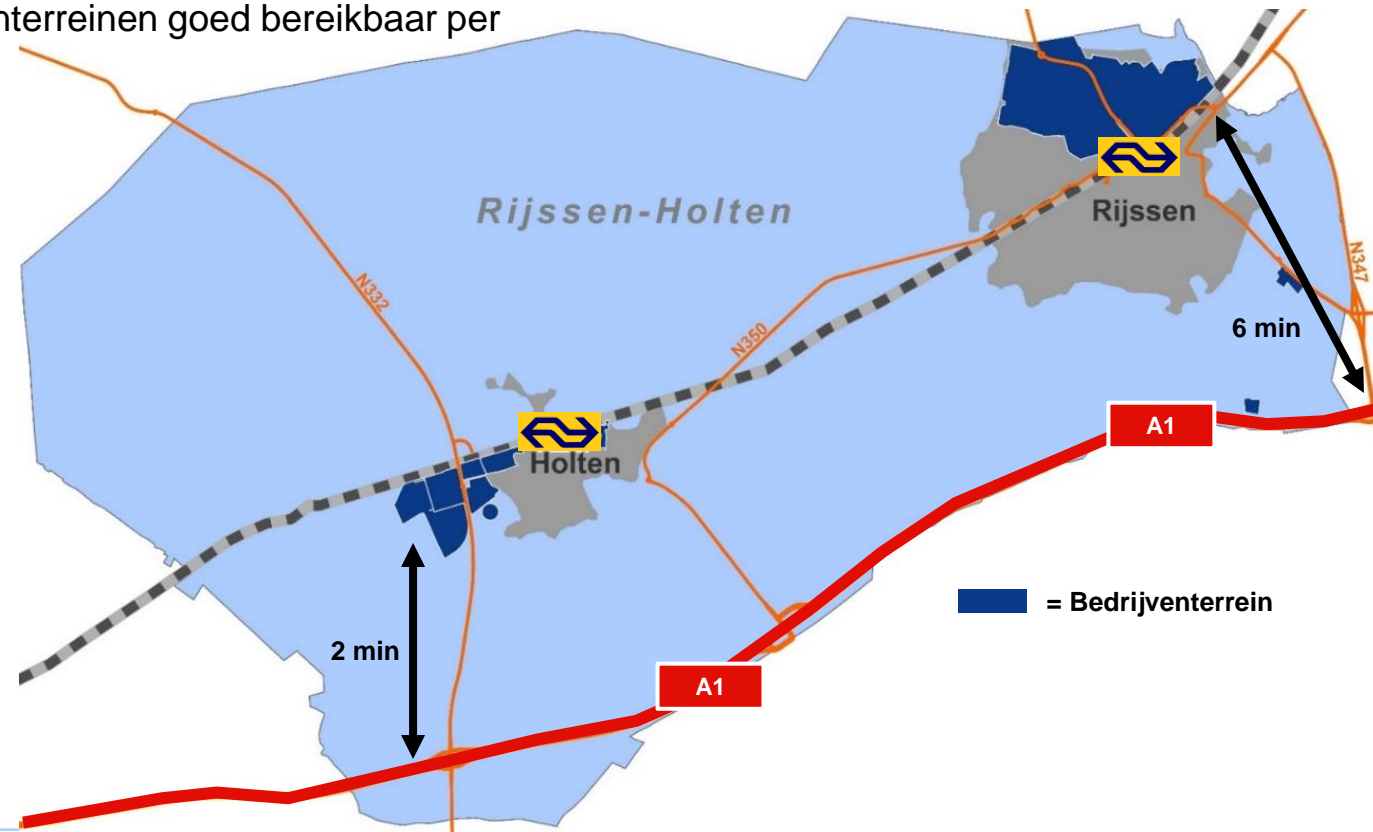 nterreinen goed bereikbaar per
Rijssen-Holten
Rijssen
N347
N332
6 min
N350
A1
Holten
= Bedrijventerrein
2 min
A1